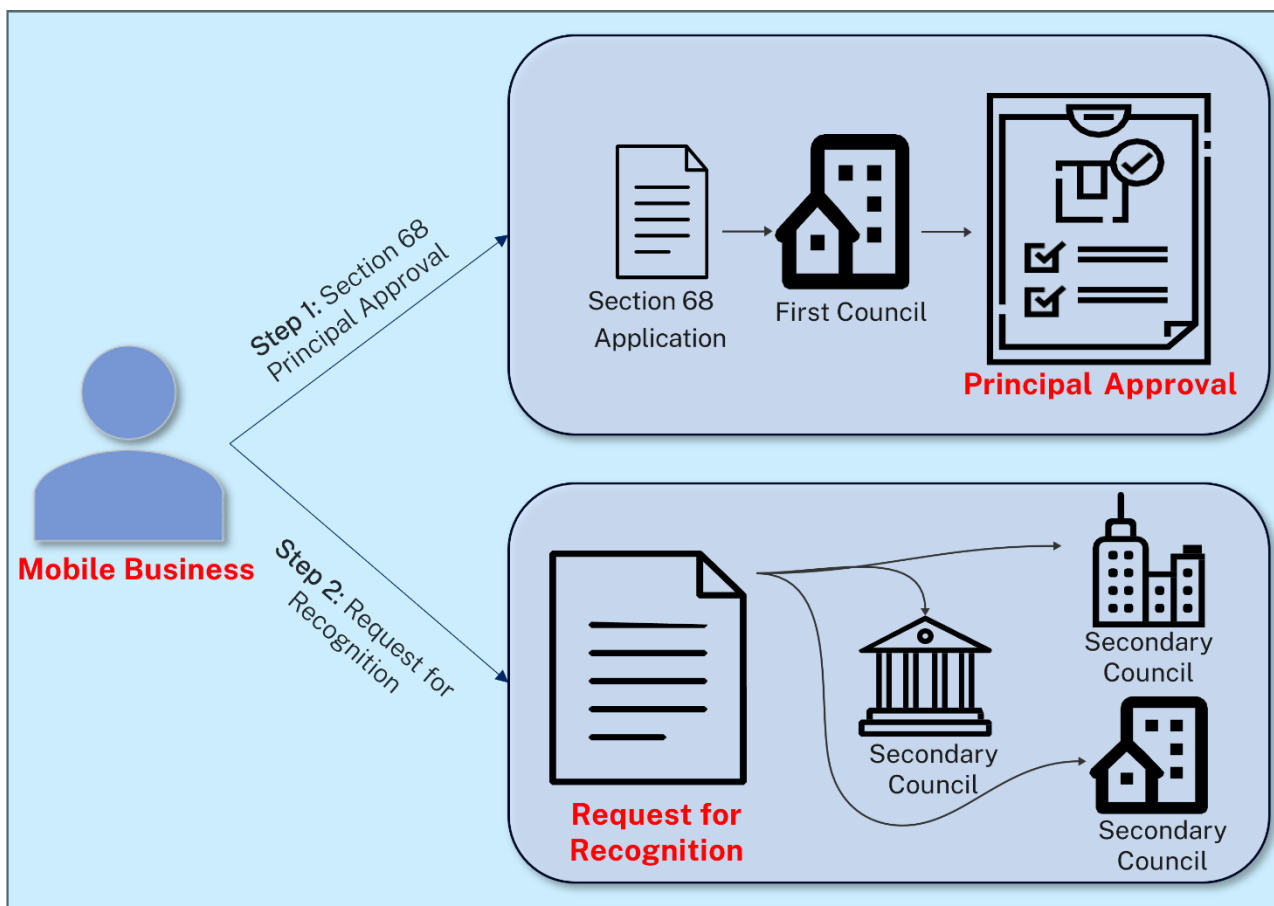 Mobile Business
Step 1: Section 68
Principal Approval
Section 68
Application
First Council
Principal Approval
Step 2: Request for
Recognition
Request for
Recognition
Secondary
Council
Secondary
Council
Secondary
Council